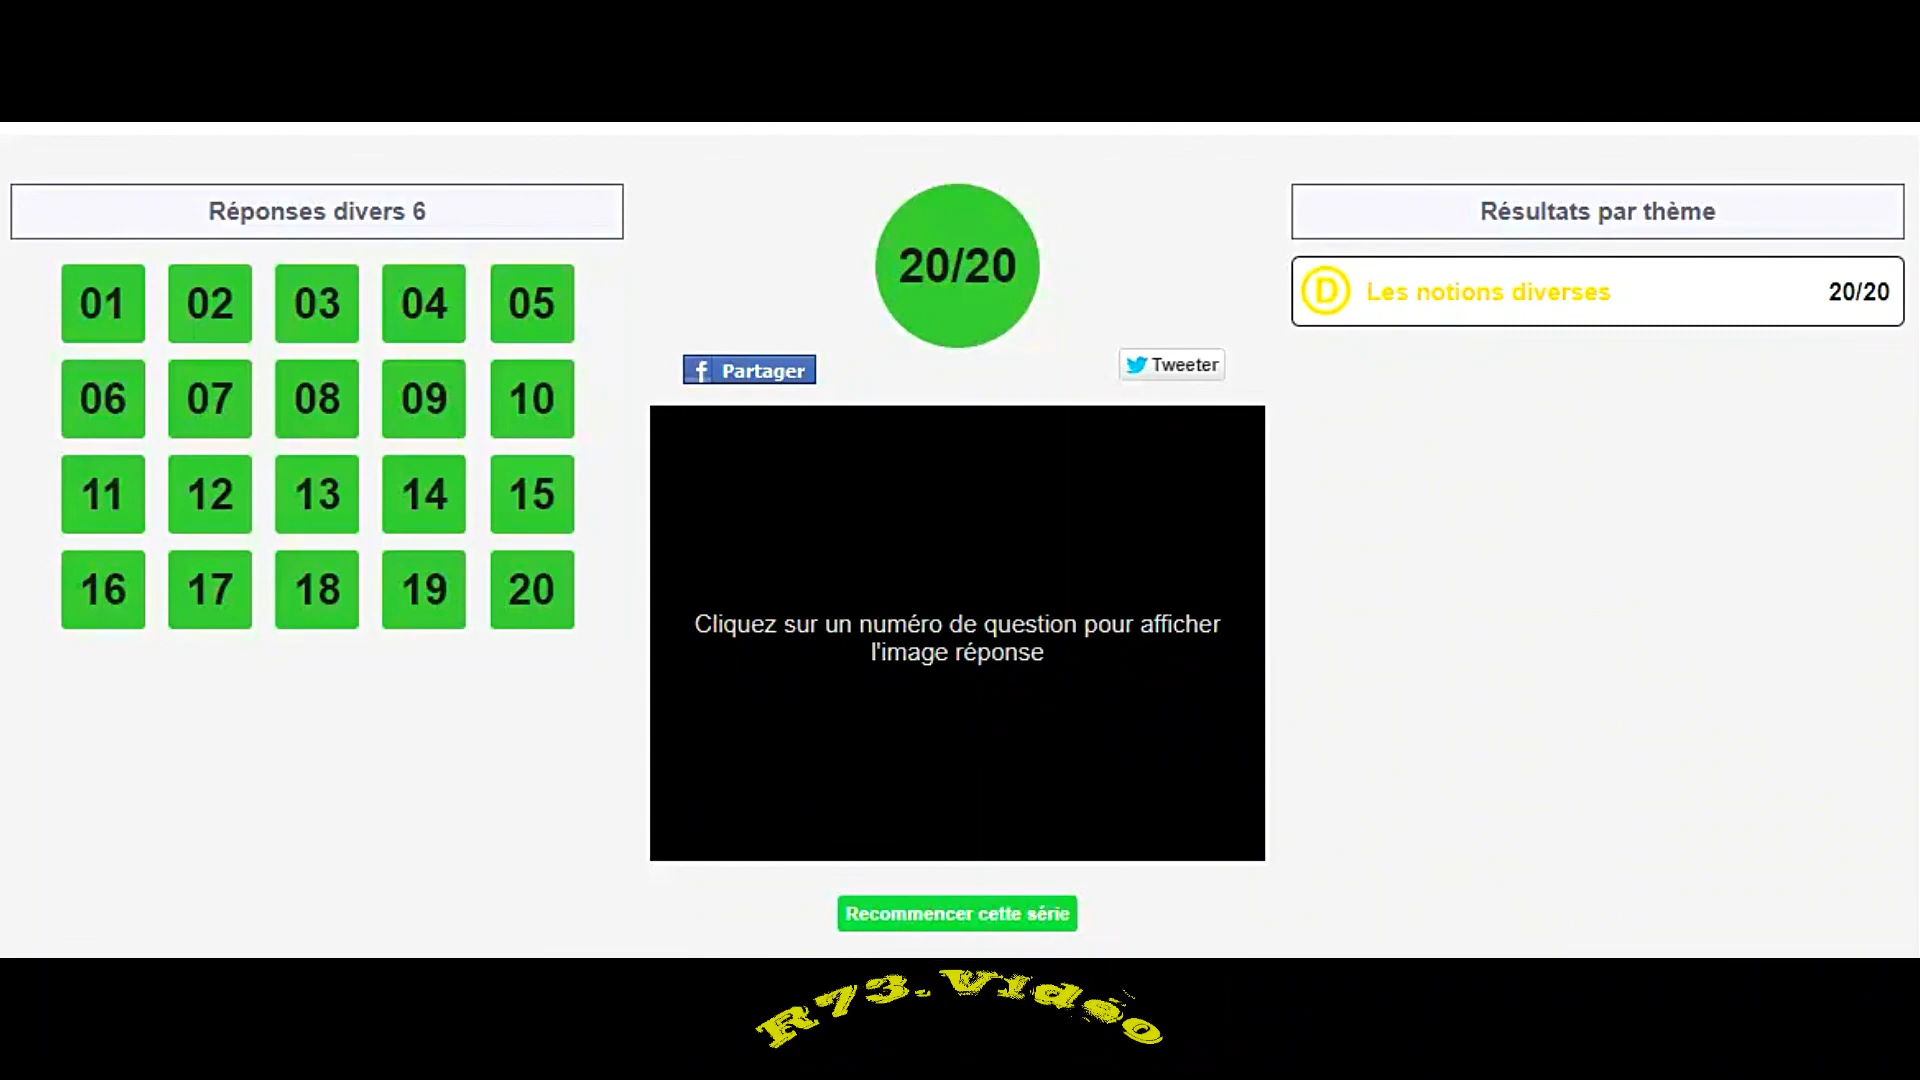 Réponses divers 6
01 02 03 04 05
06 07 08 09 10
11 12 13 14 15
16 17 18 19 20
20/20
f Partager
Tweeter
Cliquez sur un numéro de question pour afficher
l'image réponse
Recommencer cette série
Résultats par thème
D Les notions diverses 20/20
R73.Vidéo